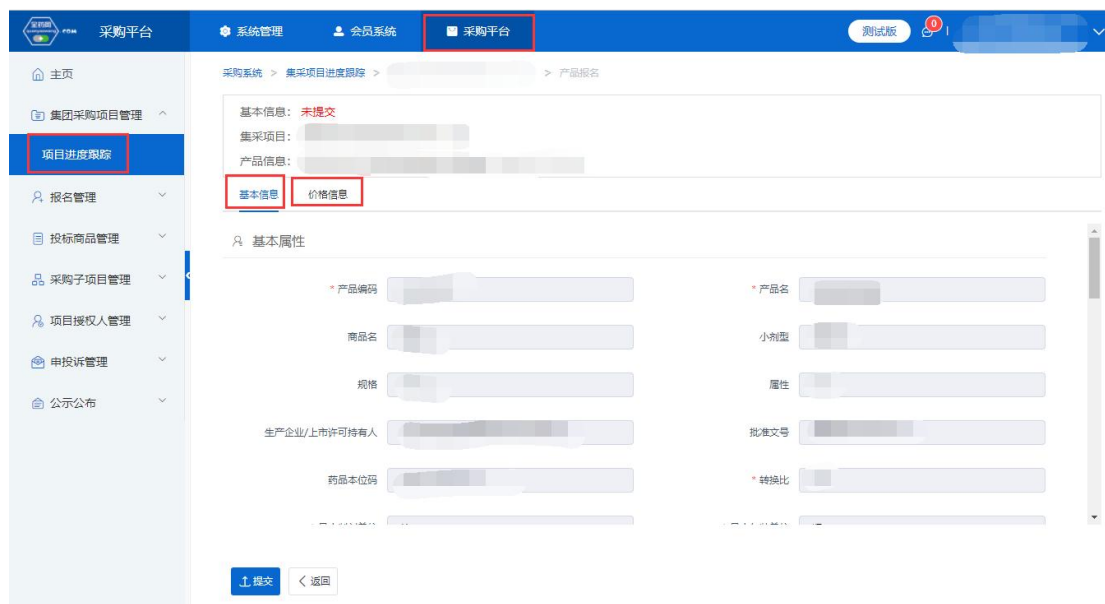 全药网 .COM 采购平台 系统管理 会员系统 采购平台 测试版 0
主页
集团采购项目管理
项目进度跟踪
报名管理
投标商品管理
采购子项目管理
项目授权人管理
申投诉管理
公示公布
采购系统 > 集采项目进度跟踪 > > 产品报名
基本信息： 未提交
集采项目：
产品信息：
基本信息 价格信息
基本属性
* 产品编码 * 产品名
商品名 小剂型
规格 属性
生产企业/上市许可持有人 批准文号
药品本位码 * 转换比
提交 < 返回